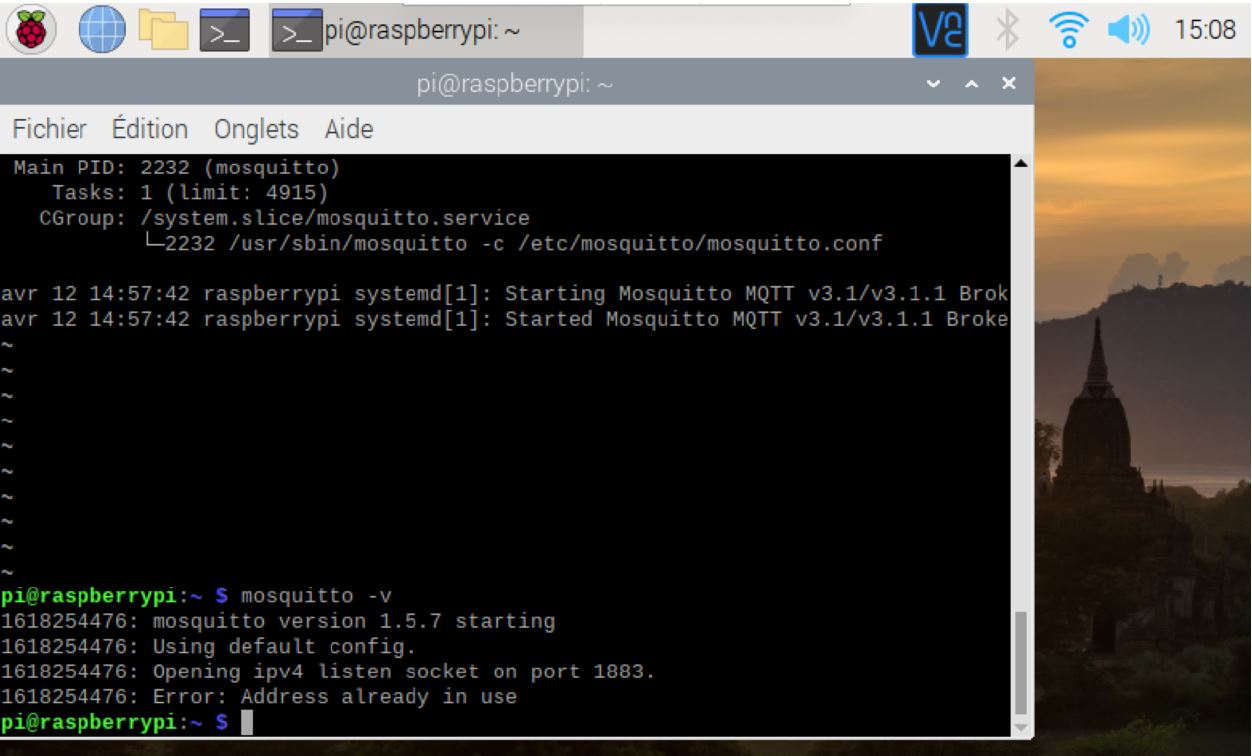 pi@raspberrypi: ~
V2
15:08
pi@raspberrypi: ~
Fichier Édition Onglets Aide
Main PID: 2232 (mosquitto)
Tasks: 1 (limit: 4915)
CGroup: /system.slice/mosquitto.service
└─2232 /usr/sbin/mosquitto -c /etc/mosquitto/mosquitto.conf
avr 12 14:57:42 raspberrypi systemd[1]: Starting Mosquitto MQTT v3.1/v3.1.1 Brok
avr 12 14:57:42 raspberrypi systemd[1]: Started Mosquitto MQTT v3.1/v3.1.1 Broke
~
~
~
~
~
~
~
~
~
~
pi@raspberrypi:~ $ mosquitto -v
1618254476: mosquitto version 1.5.7 starting
1618254476: Using default config.
1618254476: Opening ipv4 listen socket on port 1883.
1618254476: Error: Address already in use
pi@raspberrypi:~ $